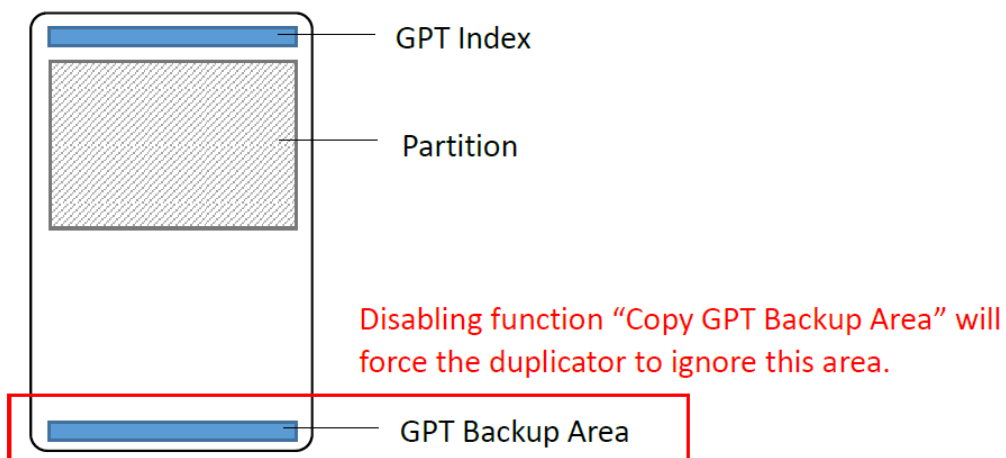 GPT Index
Partition
Disabling function “Copy GPT Backup Area” will
force the duplicator to ignore this area.
GPT Backup Area